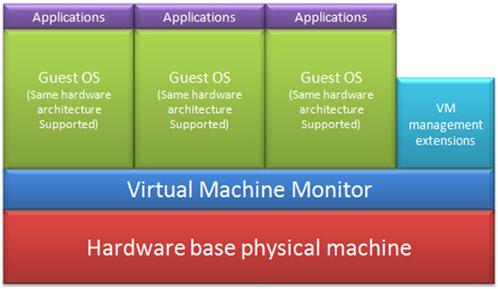 Applications
Applications
Applications
Guest OS
(Same hardware
architecture
Supported)
Guest OS
(Same hardware
architecture
Supported)
Guest OS
(Same hardware
architecture
Supported)
VM
management
extensions
Virtual Machine Monitor
Hardware base physical machine